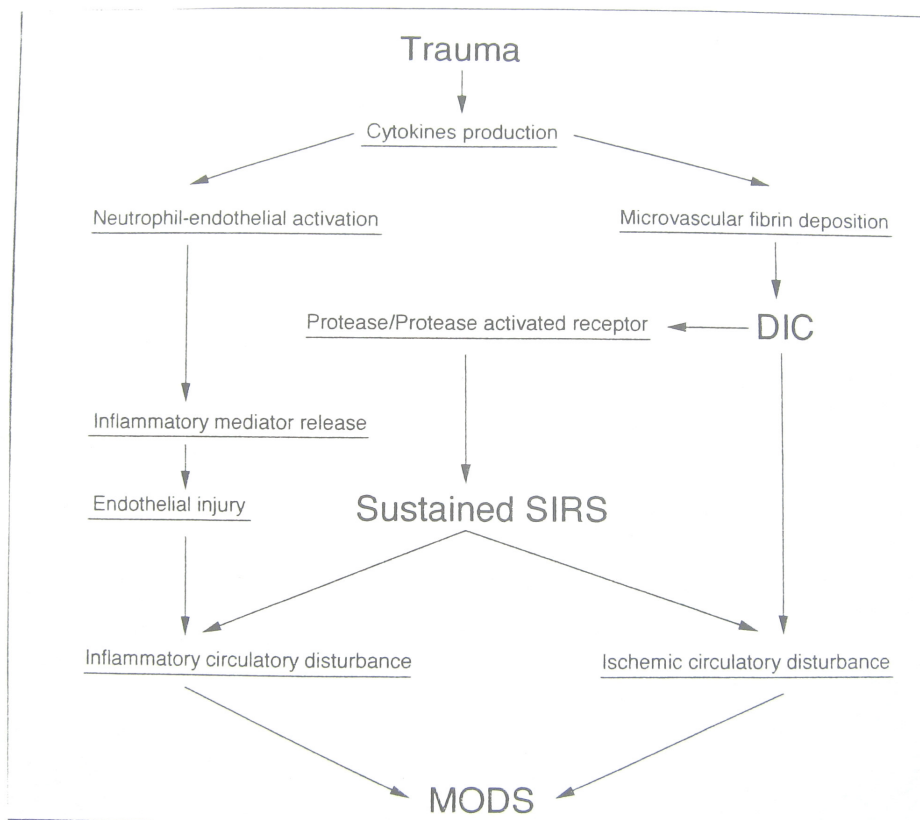 Trauma
Cytokines production
Neutrophil-endothelial activation
Microvascular fibrin deposition
Protease/Protease activated receptor
DIC
Inflammatory mediator release
Endothelial injury
Sustained SIRS
Inflammatory circulatory disturbance
Ischemic circulatory disturbance
MODS